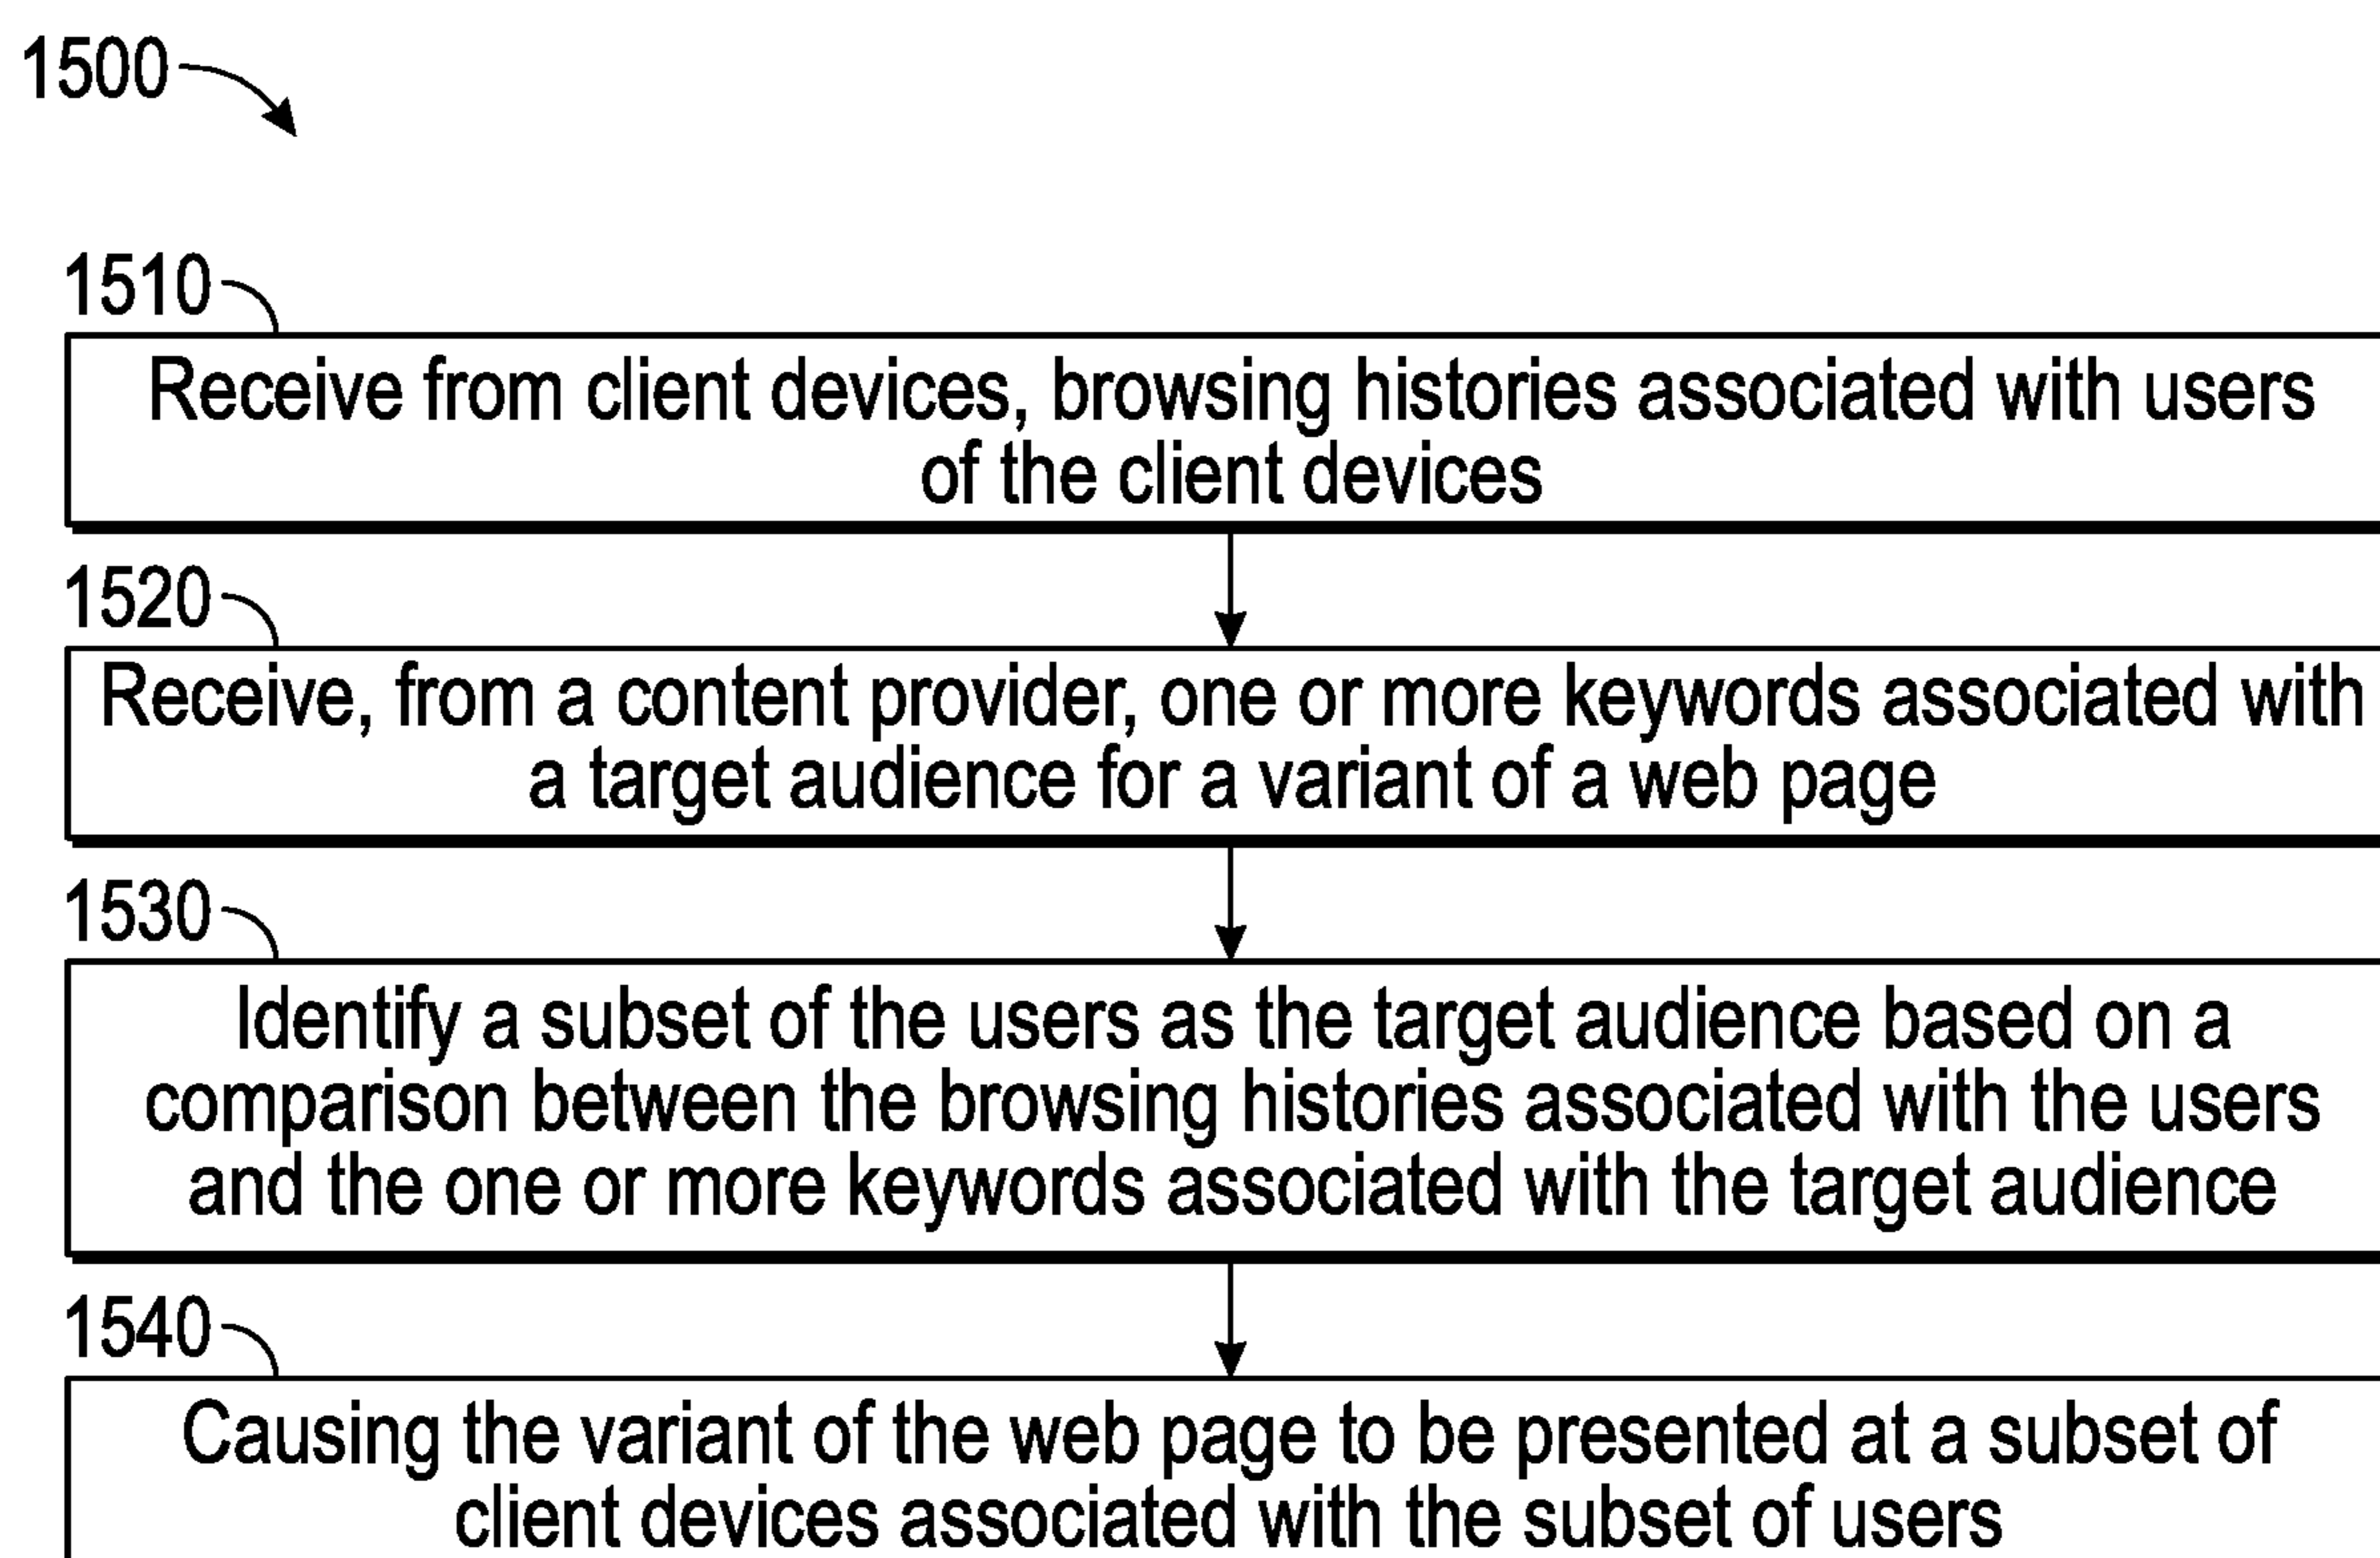 1500
1510
Receive from client devices, browsing histories associated with users
of the client devices
1520
Receive, from a content provider, one or more keywords associated with
a target audience for a variant of a web page
1530
Identify a subset of the users as the target audience based on a
comparison between the browsing histories associated with the users
and the one or more keywords associated with the target audience
1540
Causing the variant of the web page to be presented at a subset of
client devices associated with the subset of users